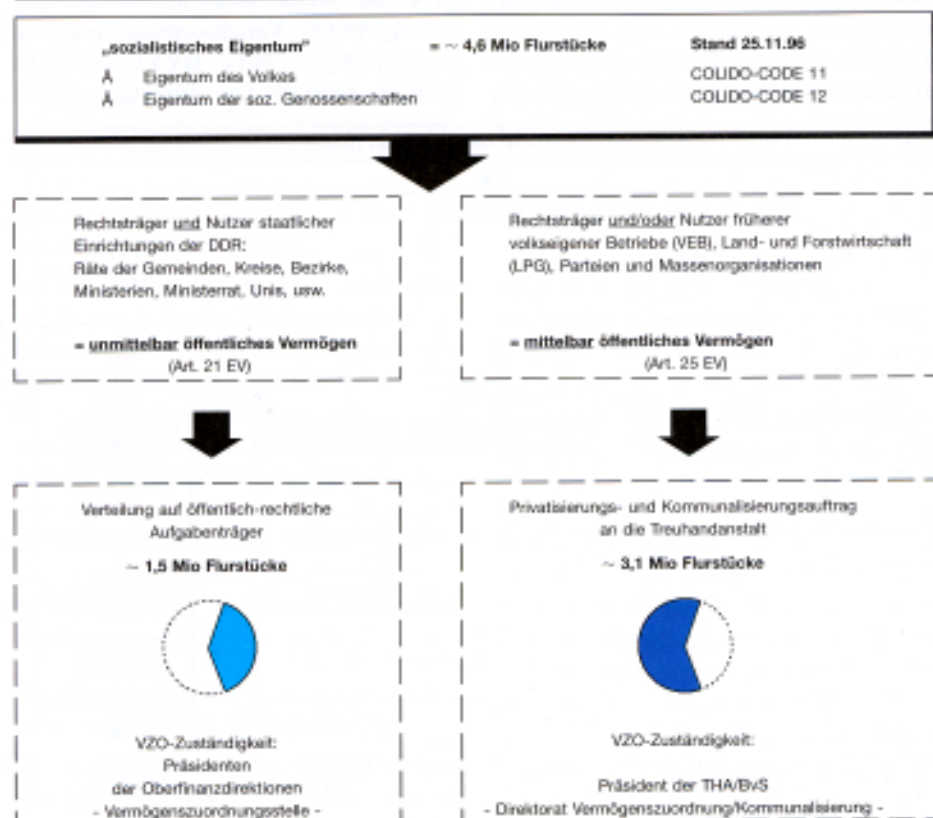 „sozialistisches Eigentum" = ~ 4,6 Mio Flurstücke Stand 25.11.96
Å Eigentum des Volkes COLIDO-CODE 11
Å Eigentum der soz. Genossenschaften COLIDO-CODE 12
Rechtsträger und Nutzer staatlicher
Einrichtungen der DDR:
Räte der Gemeinden, Kreise, Bezirke,
Ministerien, Ministerrat, Unis, usw.
= unmittelbar öffentliches Vermögen
(Art. 21 EV)
Rechtsträger und/oder Nutzer früherer
volkseigener Betriebe (VEB), Land- und Forstwirtschaft
(LPG), Parteien und Massenorganisationen
= mittelbar öffentliches Vermögen
(Art. 25 EV)
Verteilung auf öffentlich-rechtliche
Aufgabenträger
~ 1,5 Mio Flurstücke
VZO-Zuständigkeit:
Präsidenten
der Oberfinanzdirektionen
- Vermögenszuordnungsstelle -
Privatisierungs- und Kommunalisierungsauftrag
an die Treuhandanstalt
~ 3,1 Mio Flurstücke
VZO-Zuständigkeit:
Präsident der THA/BvS
- Direktorat Vermögenszuordnung/Kommunalisierung -